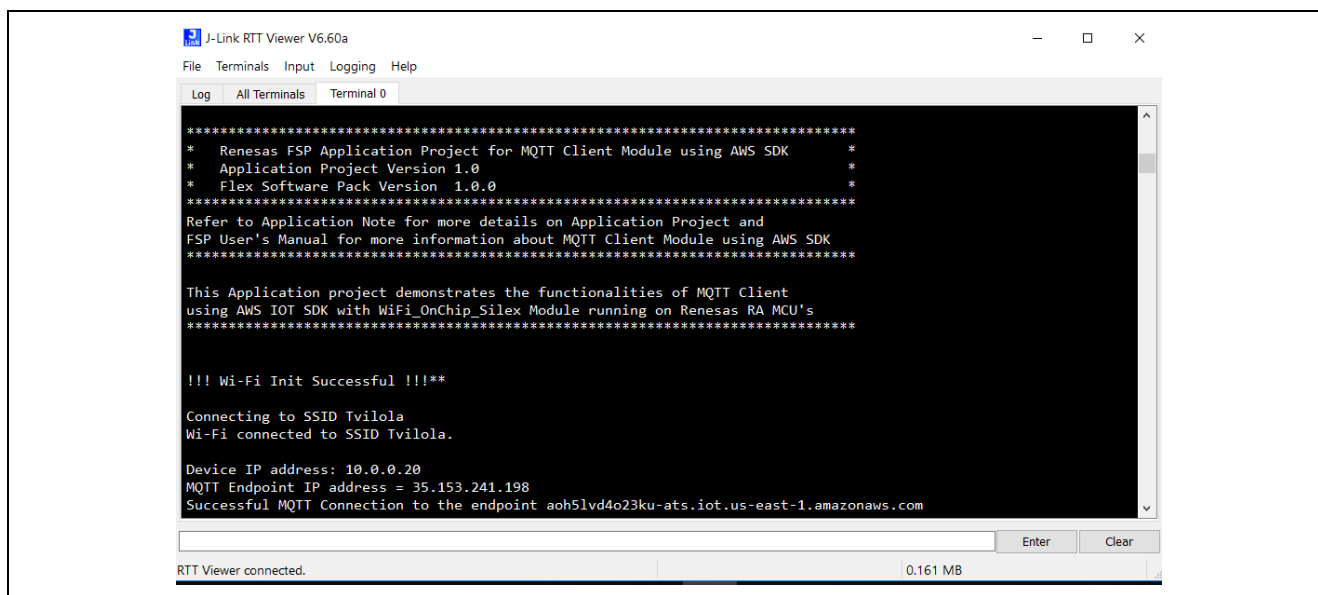 J-Link RTT Viewer V6.60a
File Terminals Input Logging Help
Log All Terminals Terminal 0
********************************************************************************
* Renesas FSP Application Project for MQTT Client Module using AWS SDK *
* Application Project Version 1.0 *
* Flex Software Pack Version 1.0.0 *
********************************************************************************
Refer to Application Note for more details on Application Project and
FSP User's Manual for more information about MQTT Client Module using AWS SDK
********************************************************************************
This Application project demonstrates the functionalities of MQTT Client
using AWS IOT SDK with WiFi_OnChip_Silex Module running on Renesas RA MCU's
********************************************************************************
!!! Wi-Fi Init Successful !!!**
Connecting to SSID Tvilola
Wi-Fi connected to SSID Tvilola.
Device IP address: 10.0.0.20
MQTT Endpoint IP address = 35.153.241.198
Successful MQTT Connection to the endpoint aoh5lvd4o23ku-ats.iot.us-east-1.amazonaws.com
Enter Clear
RTT Viewer connected. 0.161 MB